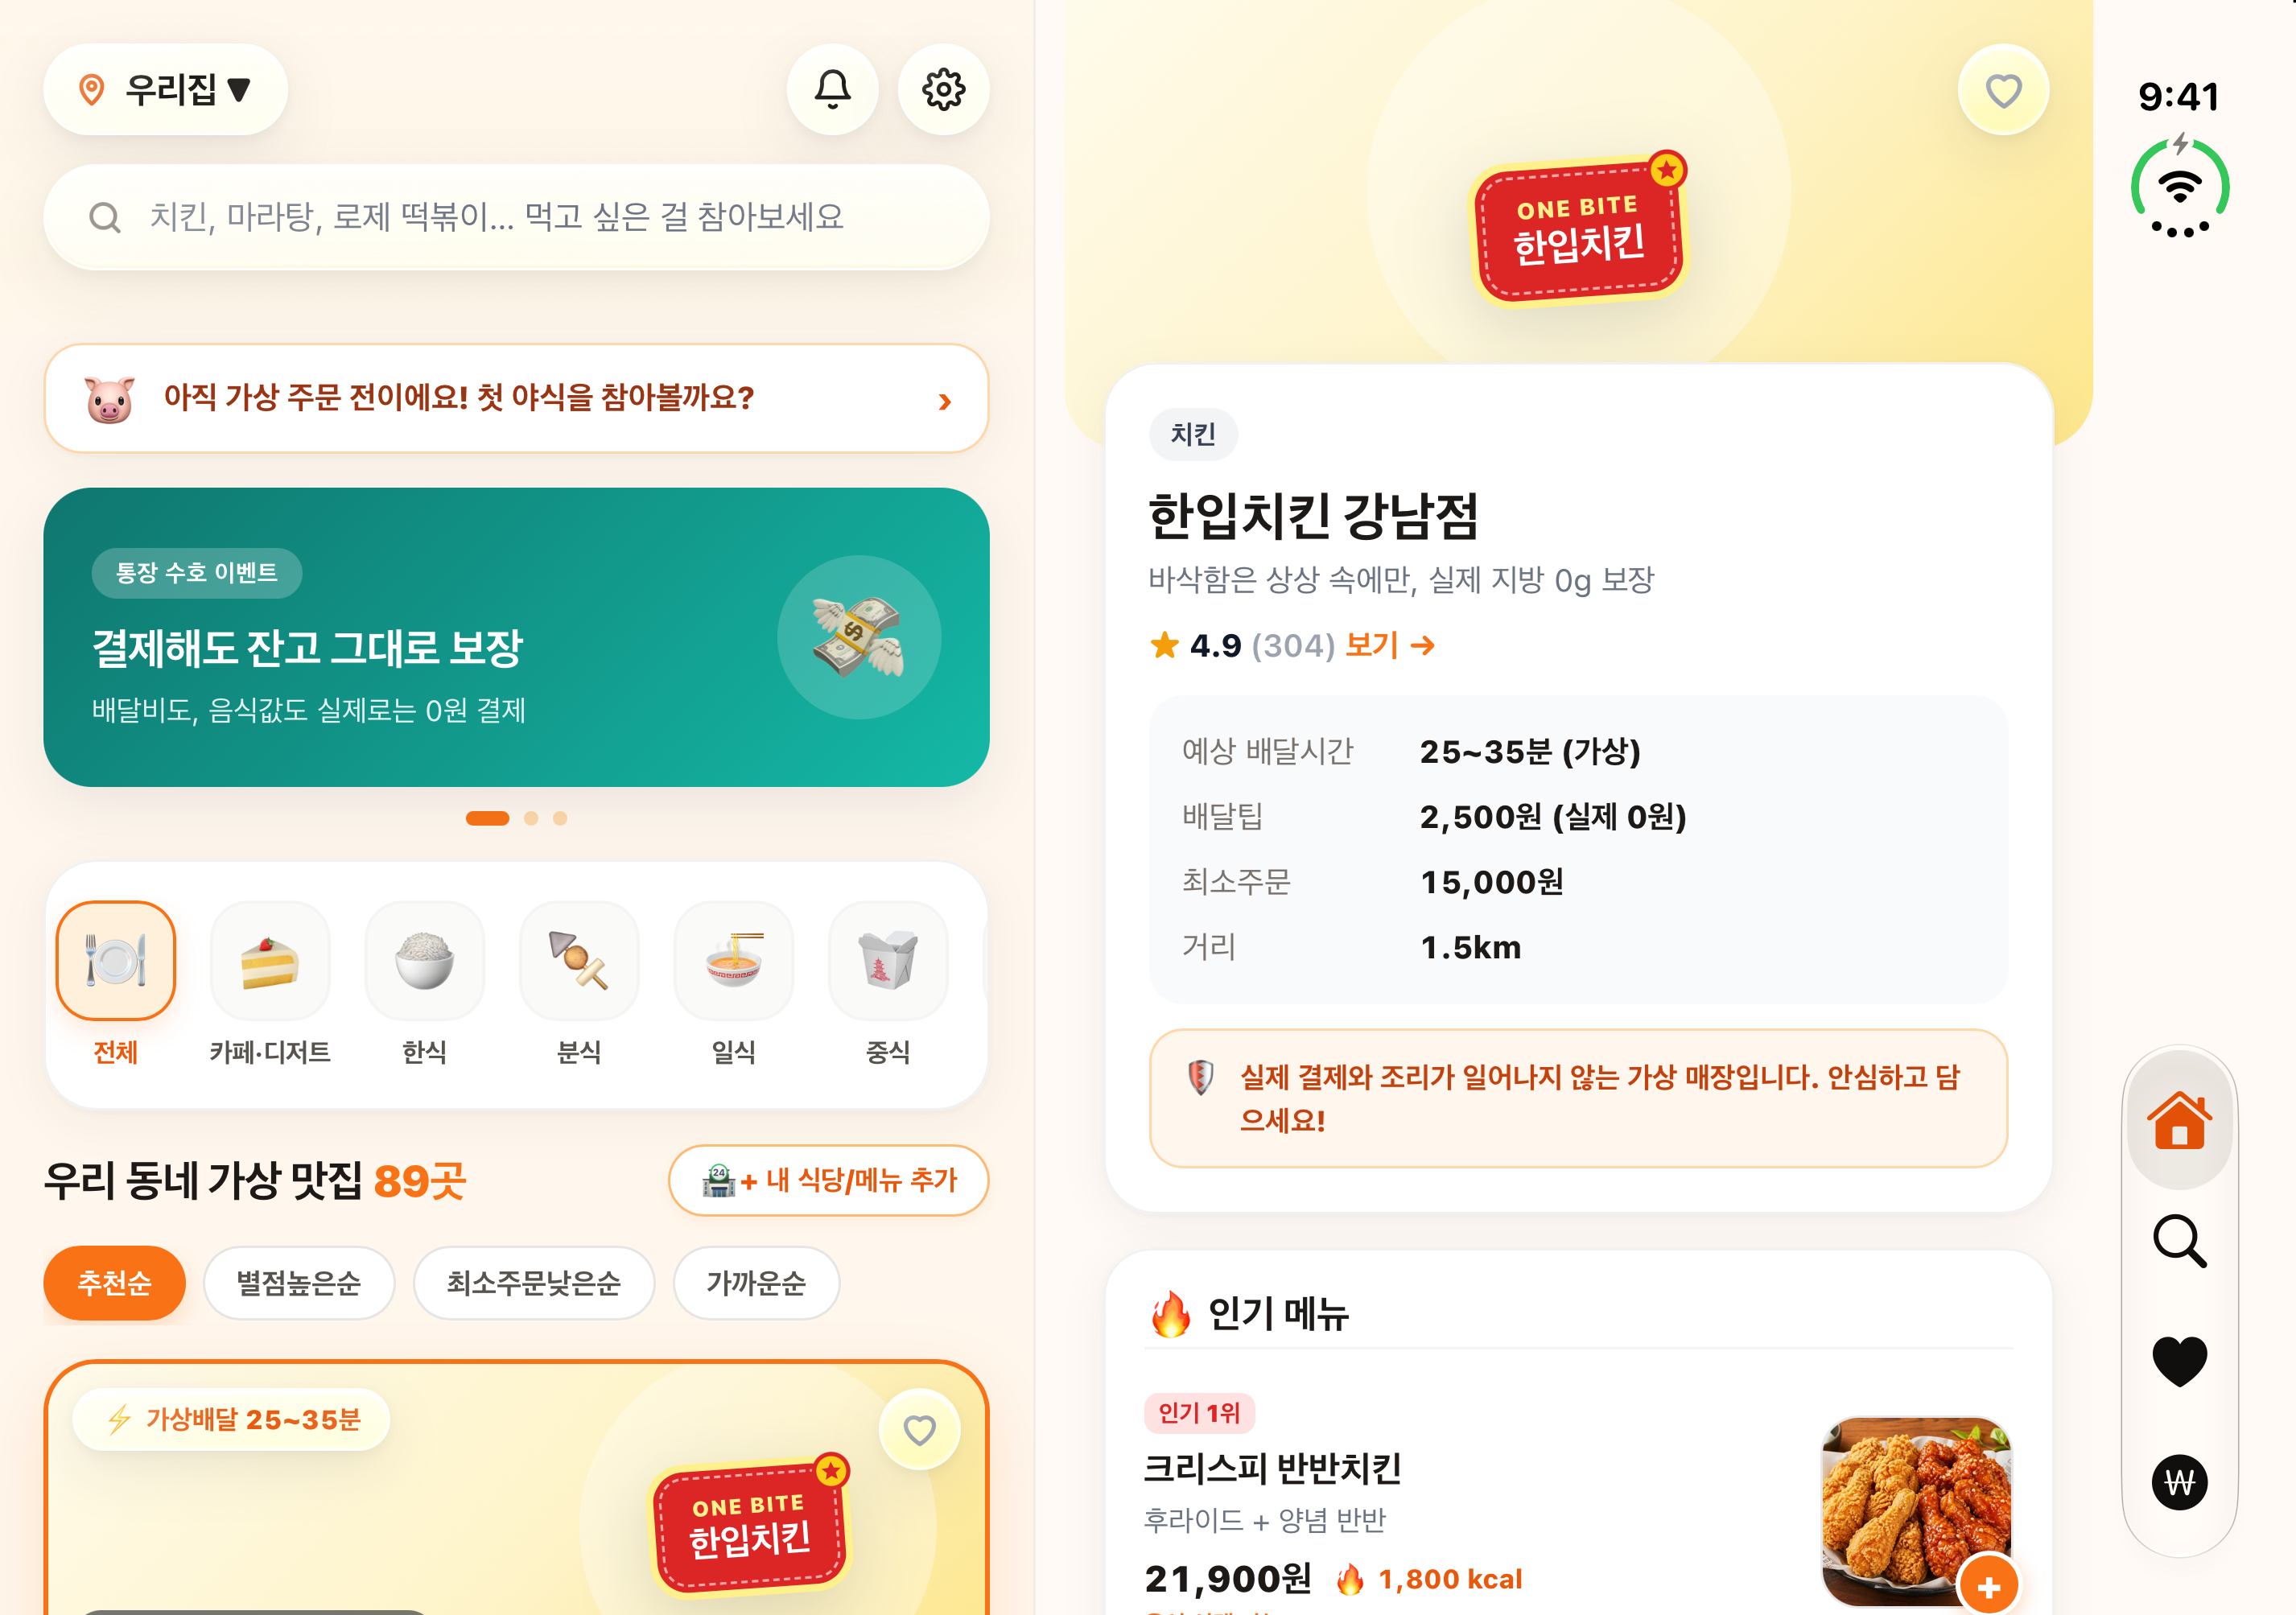 우리집 ▼
치킨, 마라탕, 로제 떡볶이... 먹고 싶은 걸 참아보세요
아직 가상 주문 전이에요! 첫 야식을 참아볼까요? ›
통장 수호 이벤트
결제해도 잔고 그대로 보장
배달비도, 음식값도 실제로는 0원 결제
전체
카페·디저트
한식
분식
일식
중식
우리 동네 가상 맛집 89곳
24
+ 내 식당/메뉴 추가
추천순
별점높은순
최소주문낮은순
가까운순
가상배달 25~35분
ONE BITE
한입치킨
ONE BITE
한입치킨
치킨
한입치킨 강남점
바삭함은 상상 속에만, 실제 지방 0g 보장
4.9 (304) 보기 →
예상 배달시간 25~35분 (가상)
배달팁 2,500원 (실제 0원)
최소주문 15,000원
거리 1.5km
실제 결제와 조리가 일어나지 않는 가상 매장입니다. 안심하고 담
으세요!
인기 메뉴
인기 1위
크리스피 반반치킨
후라이드 + 양념 반반
21,900원 1,800 kcal
+
9:41
₩